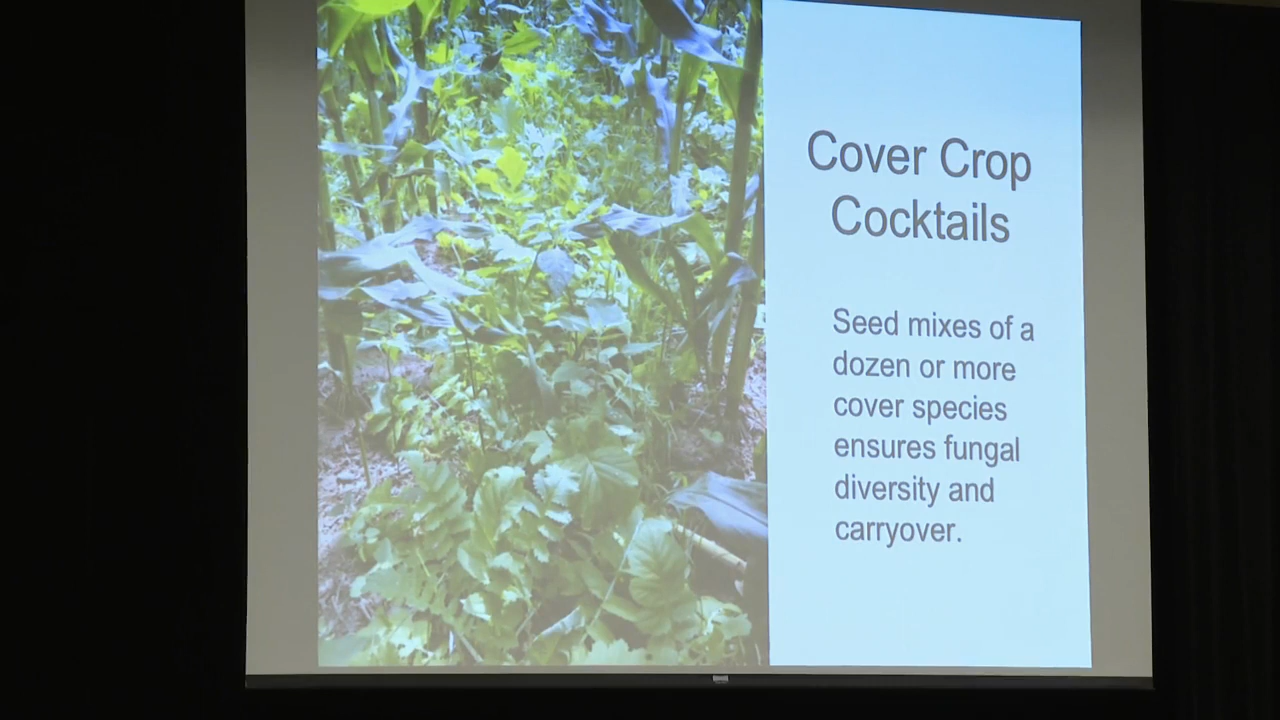 Cover Crop
Cocktails
Seed mixes of a
dozen or more
cover species
ensures fungal
diversity and
carryover.